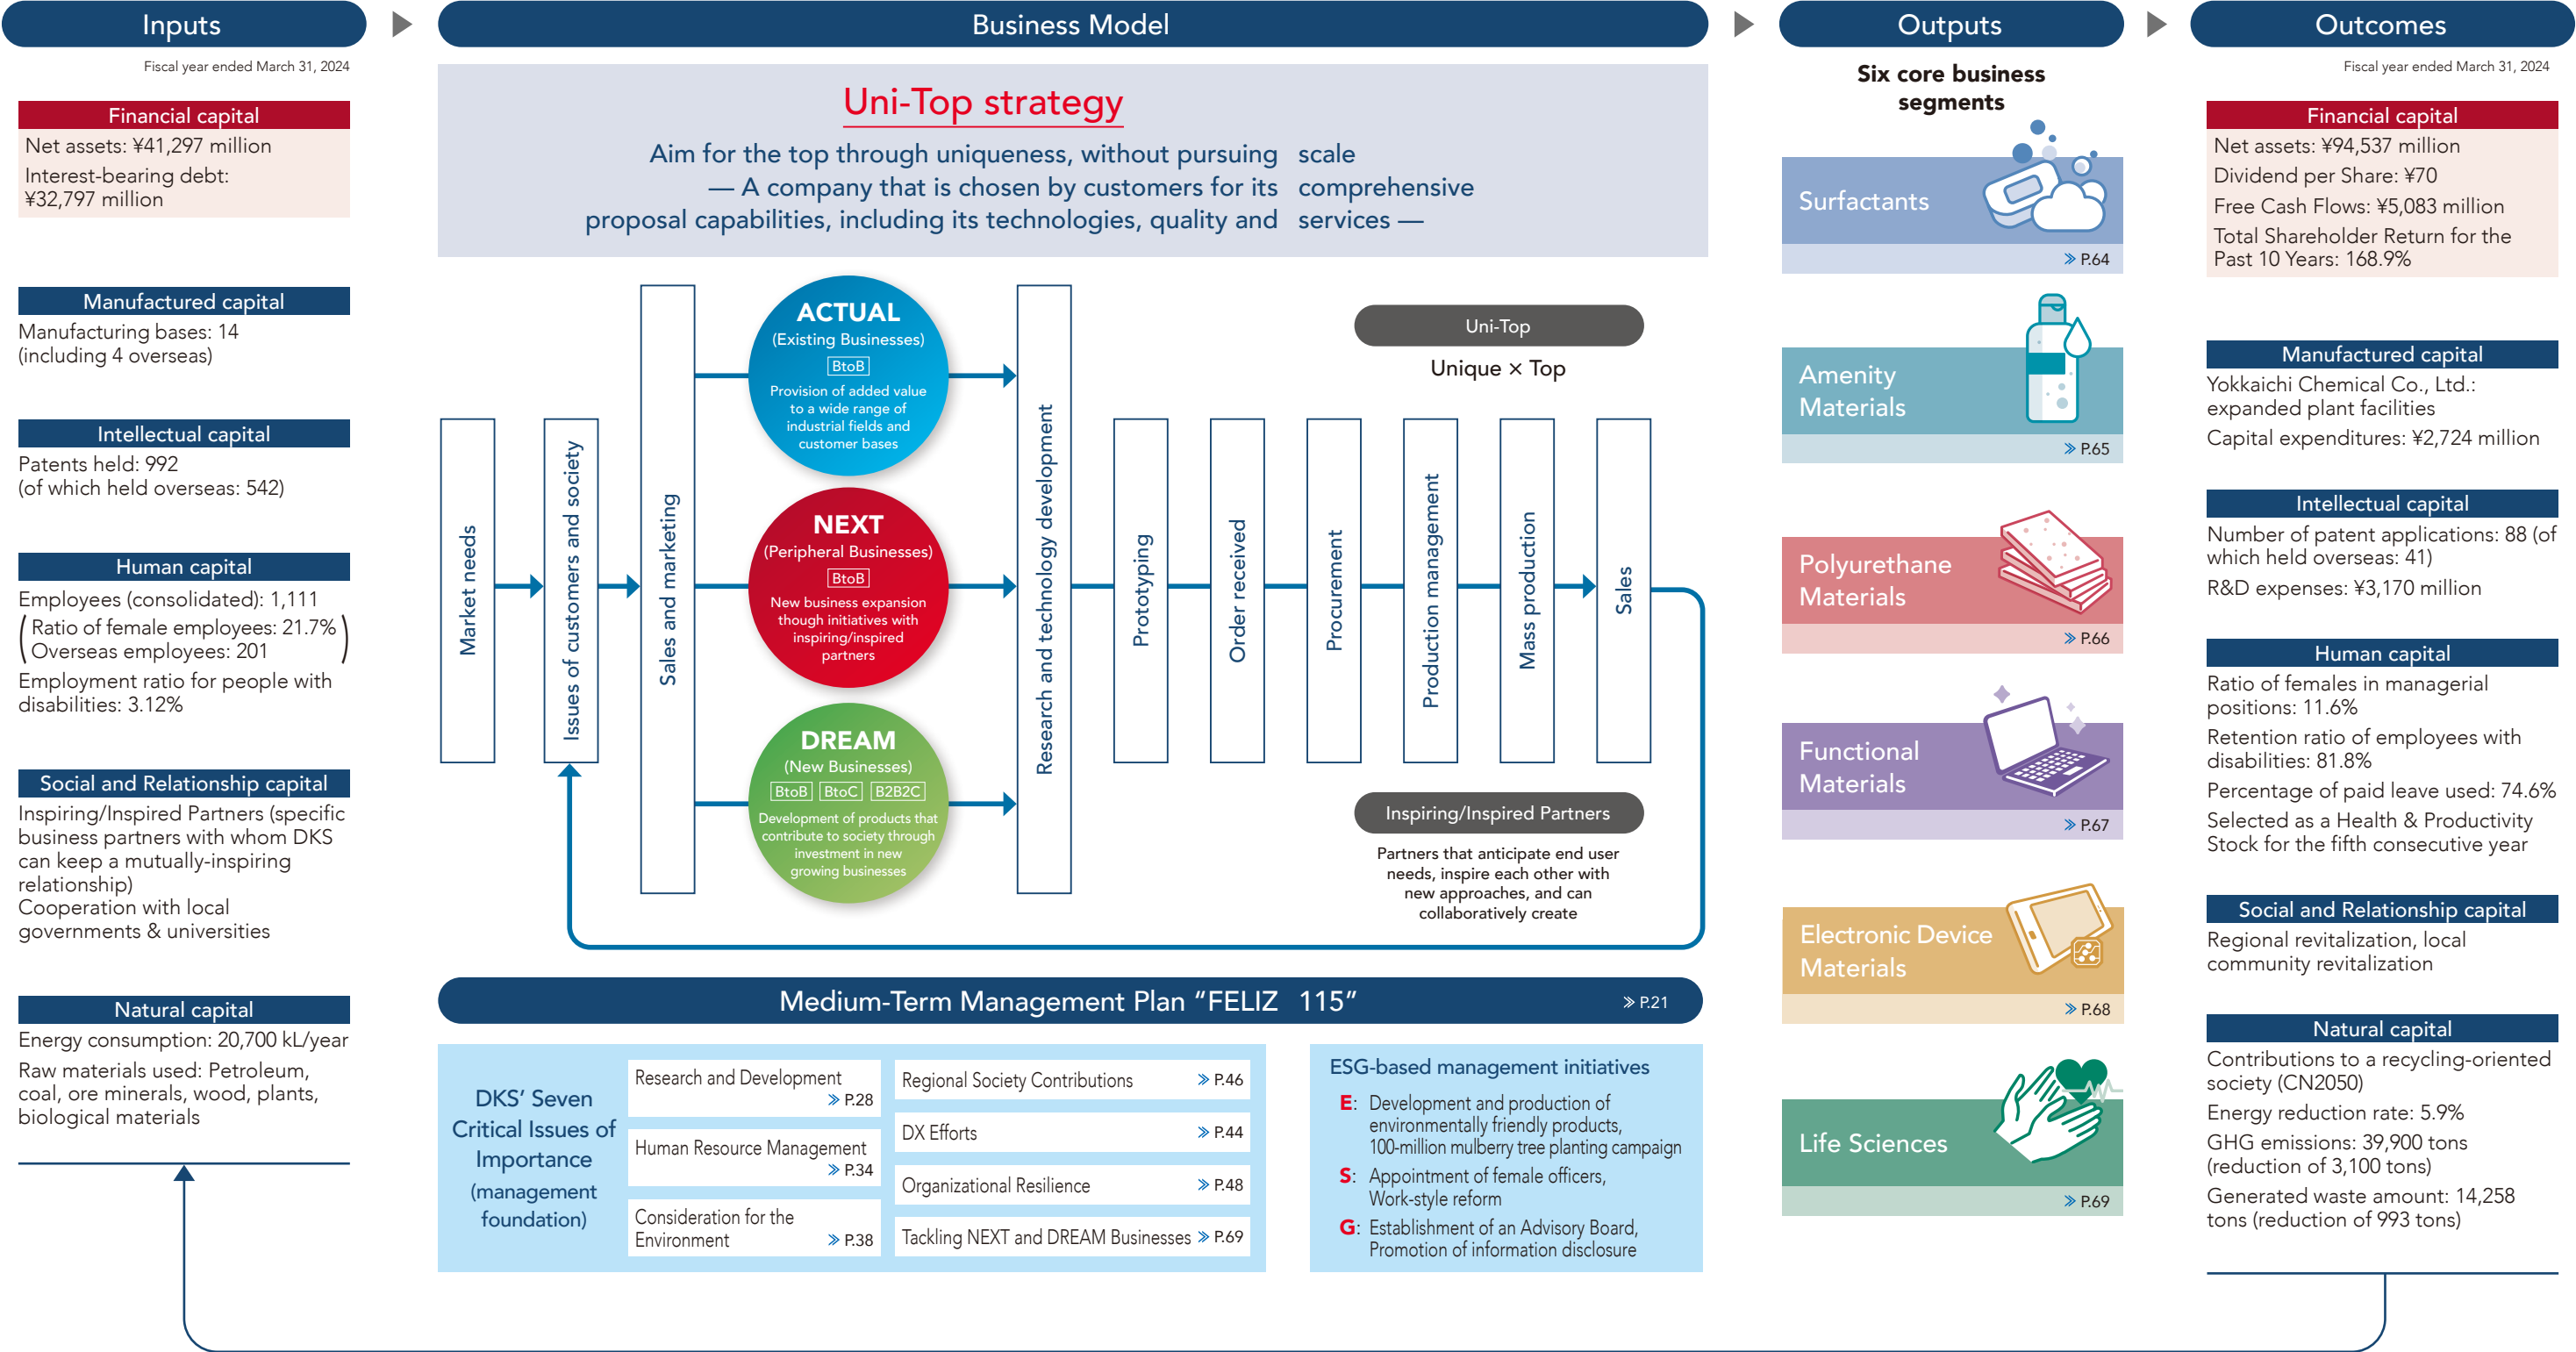 Inputs
Fiscal year ended March 31, 2024
Financial capital
Net assets: ¥41,297 million
Interest-bearing debt:
¥32,797 million
Manufactured capital
Manufacturing bases: 14
(including 4 overseas)
Intellectual capital
Patents held: 992
(of which held overseas: 542)
Human capital
Employees (consolidated): 1,111
(Ratio of female employees: 21.7%
Overseas employees: 201)
Employment ratio for people with
disabilities: 3.12%
Social and Relationship capital
Inspiring/Inspired Partners (specific
business partners with whom DKS
can keep a mutually-inspiring
relationship)
Cooperation with local
governments & universities
Natural capital
Energy consumption: 20,700 kL/year
Raw materials used: Petroleum,
coal, ore minerals, wood, plants,
biological materials
Business Model
Uni-Top strategy
Aim for the top through uniqueness, without pursuing scale
— A company that is chosen by customers for its comprehensive
proposal capabilities, including its technologies, quality and services —
Market needs
Issues of customers and society
Sales and marketing
ACTUAL
(Existing Businesses)
BtoB
Provision of added value
to a wide range of
industrial fields and
customer bases
NEXT
(Peripheral Businesses)
BtoB
New business expansion
though initiatives with
inspiring/inspired
partners
DREAM
(New Businesses)
BtoB BtoC B2B2C
Development of products that
contribute to society through
investment in new
growing businesses
Research and technology development
Prototyping
Order received
Procurement
Production management
Mass production
Sales
Uni-Top
Unique × Top
Inspiring/Inspired Partners
Partners that anticipate end user
needs, inspire each other with
new approaches, and can
collaboratively create
Medium-Term Management Plan “FELIZ 115” P.21
DKS’ Seven
Critical Issues of
Importance
(management
foundation)
Research and Development
P.28
Human Resource Management
P.34
Consideration for the
Environment P.38
Regional Society Contributions P.46
DX Efforts P.44
Organizational Resilience P.48
Tackling NEXT and DREAM Businesses P.69
ESG-based management initiatives
E: Development and production of
environmentally friendly products,
100-million mulberry tree planting campaign
S: Appointment of female officers,
Work-style reform
G: Establishment of an Advisory Board,
Promotion of information disclosure
Outputs
Six core business
segments
Surfactants
P.64
Amenity
Materials
P.65
Polyurethane
Materials
P.66
Functional
Materials
P.67
Electronic Device
Materials
P.68
Life Sciences
P.69
Outcomes
Fiscal year ended March 31, 2024
Financial capital
Net assets: ¥94,537 million
Dividend per Share: ¥70
Free Cash Flows: ¥5,083 million
Total Shareholder Return for the
Past 10 Years: 168.9%
Manufactured capital
Yokkaichi Chemical Co., Ltd.:
expanded plant facilities
Capital expenditures: ¥2,724 million
Intellectual capital
Number of patent applications: 88 (of
which held overseas: 41)
R&D expenses: ¥3,170 million
Human capital
Ratio of females in managerial
positions: 11.6%
Retention ratio of employees with
disabilities: 81.8%
Percentage of paid leave used: 74.6%
Selected as a Health & Productivity
Stock for the fifth consecutive year
Social and Relationship capital
Regional revitalization, local
community revitalization
Natural capital
Contributions to a recycling-oriented
society (CN2050)
Energy reduction rate: 5.9%
GHG emissions: 39,900 tons
(reduction of 3,100 tons)
Generated waste amount: 14,258
tons (reduction of 993 tons)